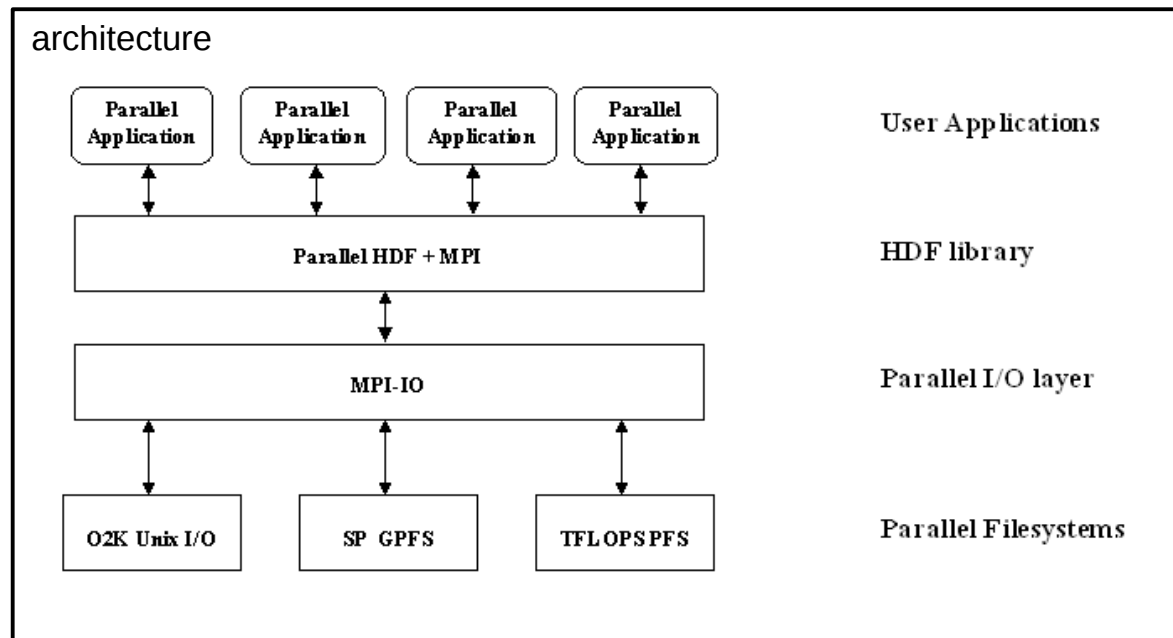 architecture
Parallel
Application
Parallel
Application
Parallel
Application
Parallel
Application
User Applications
Parallel HDF + MPI
HDF library
MPI-IO
Parallel I/O layer
O2K Unix I/O
SP GPFS
TFLOPS PFS
Parallel Filesystems